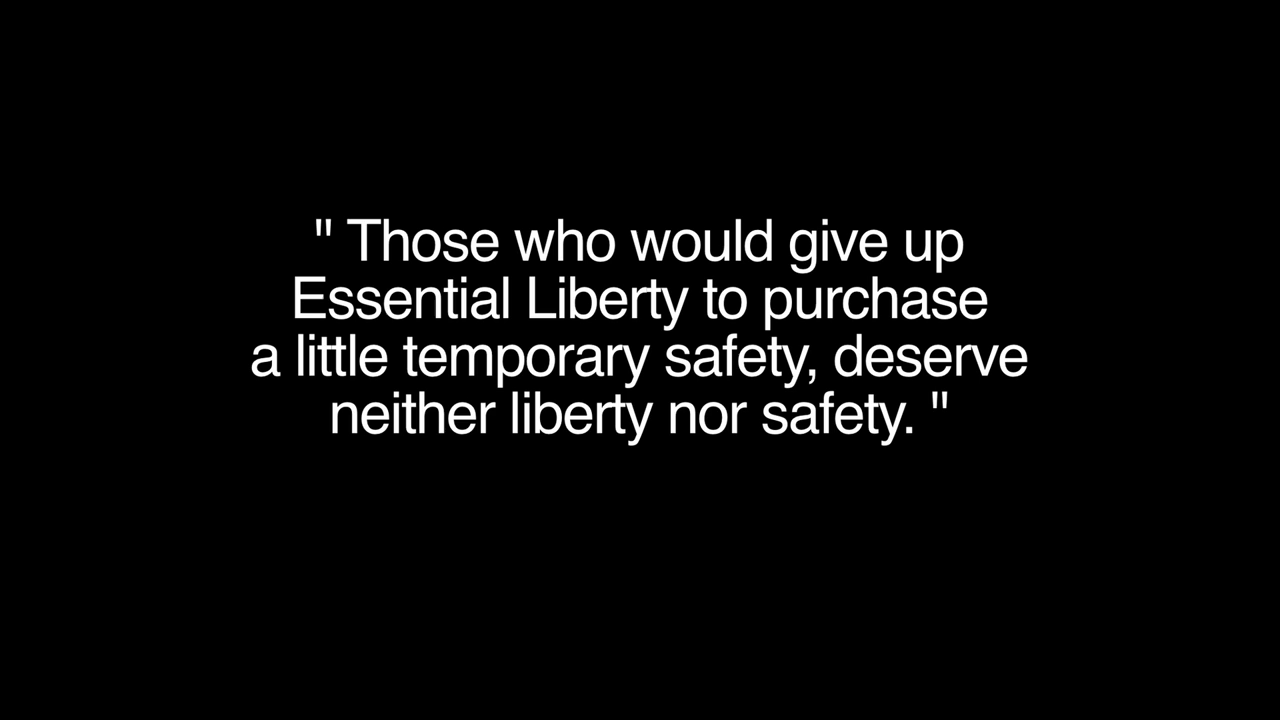 " Those who would give up
Essential Liberty to purchase
a little temporary safety, deserve
neither liberty nor safety. "